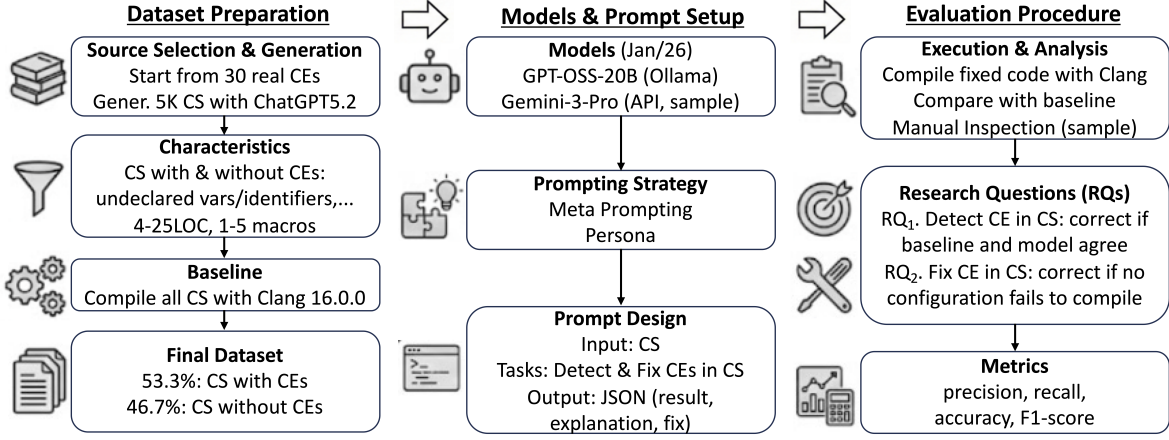 Dataset Preparation
Source Selection & Generation
Start from 30 real CEs
Gener. 5K CS with ChatGPT5.2
Characteristics
CS with & without CEs:
undeclared vars/identifiers,...
4-25LOC, 1-5 macros
Baseline
Compile all CS with Clang 16.0.0
Final Dataset
53.3%: CS with CEs
46.7%: CS without CEs
Models & Prompt Setup
Models (Jan/26)
GPT-OSS-20B (Ollama)
Gemini-3-Pro (API, sample)
Prompting Strategy
Meta Prompting
Persona
Prompt Design
Input: CS
Tasks: Detect & Fix CEs in CS
Output: JSON (result,
explanation, fix)
Evaluation Procedure
Execution & Analysis
Compile fixed code with Clang
Compare with baseline
Manual Inspection (sample)
Research Questions (RQs)
RQ₁. Detect CE in CS: correct if
baseline and model agree
RQ₂. Fix CE in CS: correct if no
configuration fails to compile
Metrics
precision, recall,
accuracy, F1-score